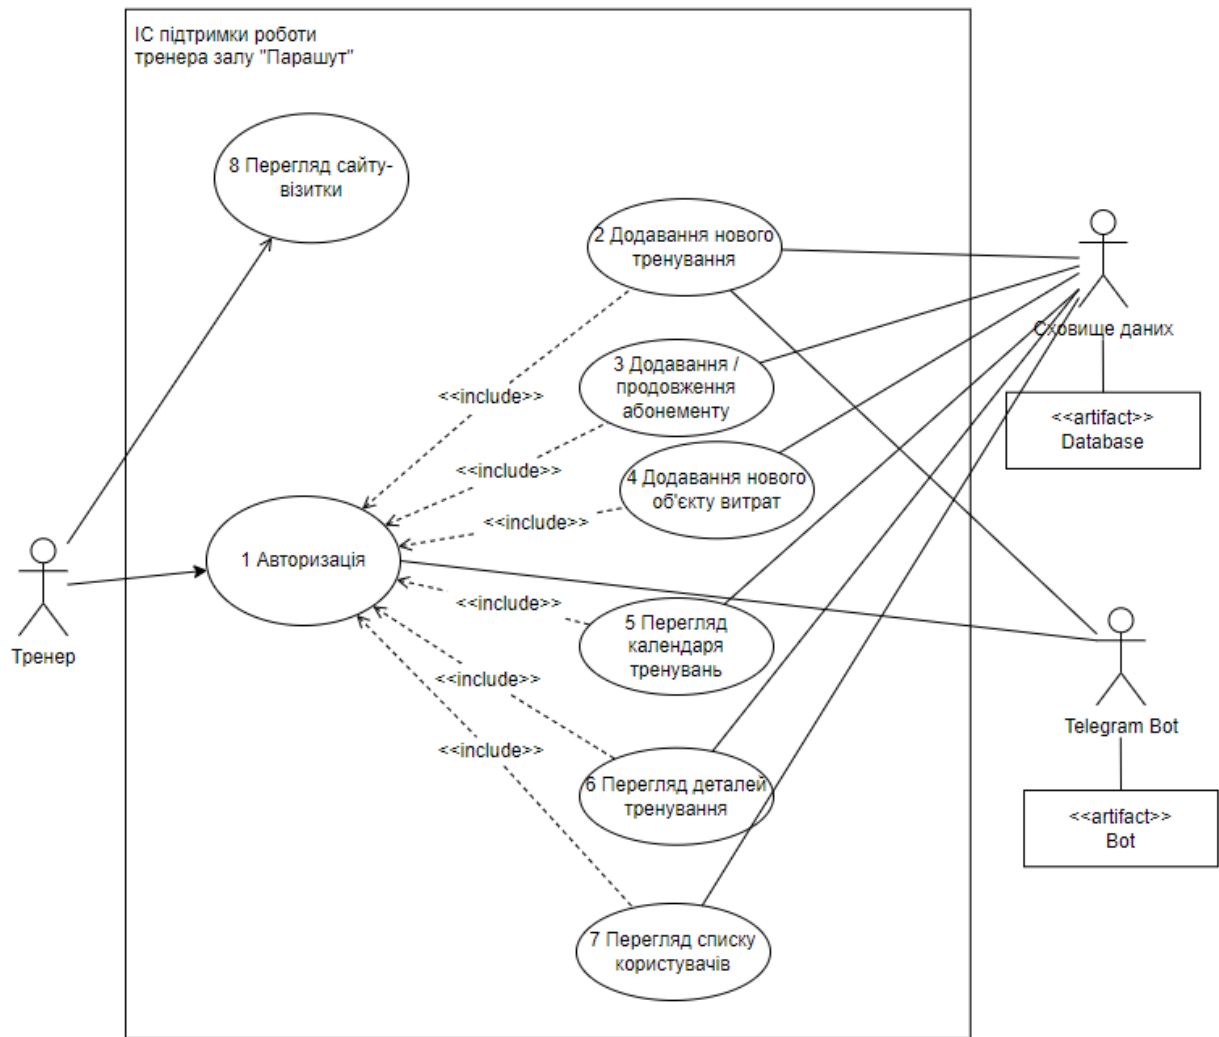 ІС підтримки роботи
тренера залу "Парашут"
8 Перегляд сайту-
візитки
2 Додавання нового
тренування
Сховище даних
3 Додавання /
продовження
абонементу
<<include>>
<<artifact>>
Database
<<include>>
4 Додавання нового
об'єкту витрат
<<include>>
1 Авторизація
<<include>>
5 Перегляд
календаря
тренувань
Тренер
<<include>>
Telegram Bot
<<include>>
6 Перегляд деталей
тренування
<<artifact>>
Bot
7 Перегляд списку
користувачів